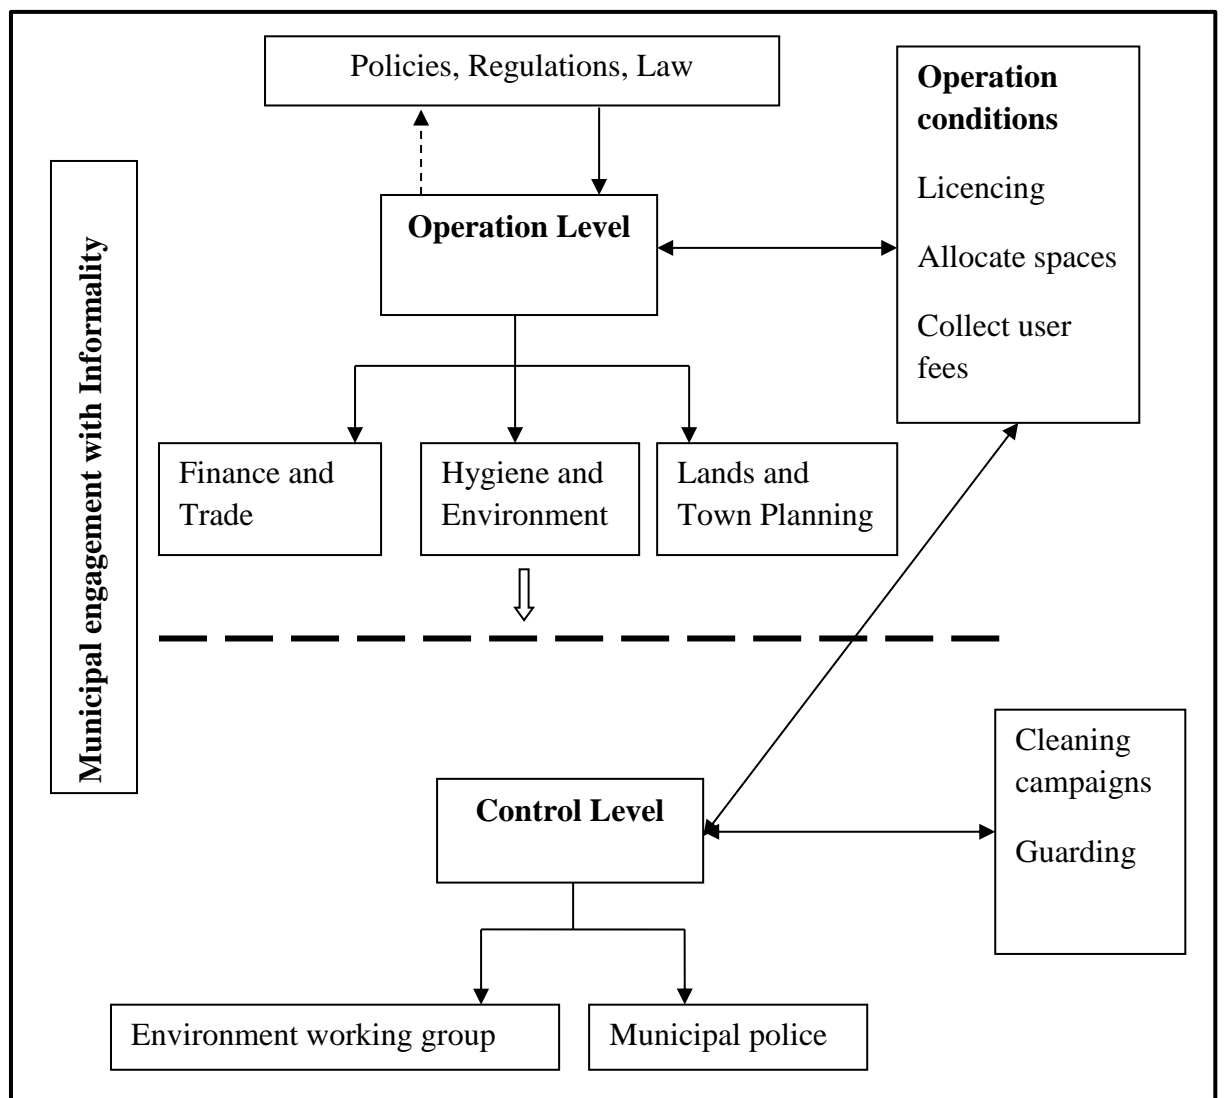 Policies, Regulations, Law
Operation
conditions
Licencing
Allocate spaces
Collect user
fees
Municipal engagement with Informality
Operation Level
Finance and
Trade
Hygiene and
Environment
Lands and
Town Planning
Control Level
Cleaning
campaigns
Guarding
Environment working group
Municipal police